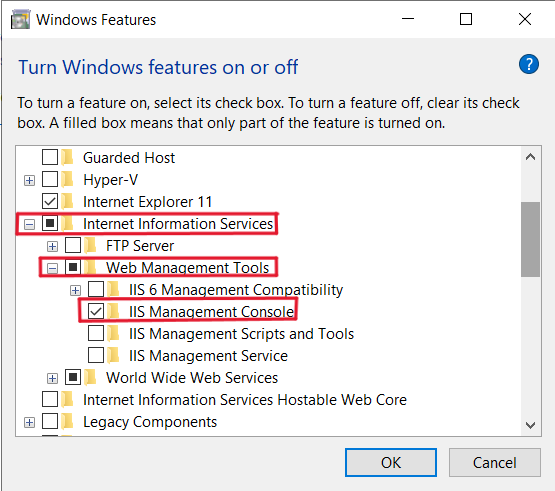 Windows Features
Turn Windows features on or off
To turn a feature on, select its check box. To turn a feature off, clear its check
box. A filled box means that only part of the feature is turned on.
Guarded Host
Hyper-V
Internet Explorer 11
Internet Information Services
FTP Server
Web Management Tools
IIS 6 Management Compatibility
IIS Management Console
IIS Management Scripts and Tools
IIS Management Service
World Wide Web Services
Internet Information Services Hostable Web Core
Legacy Components
OK
Cancel